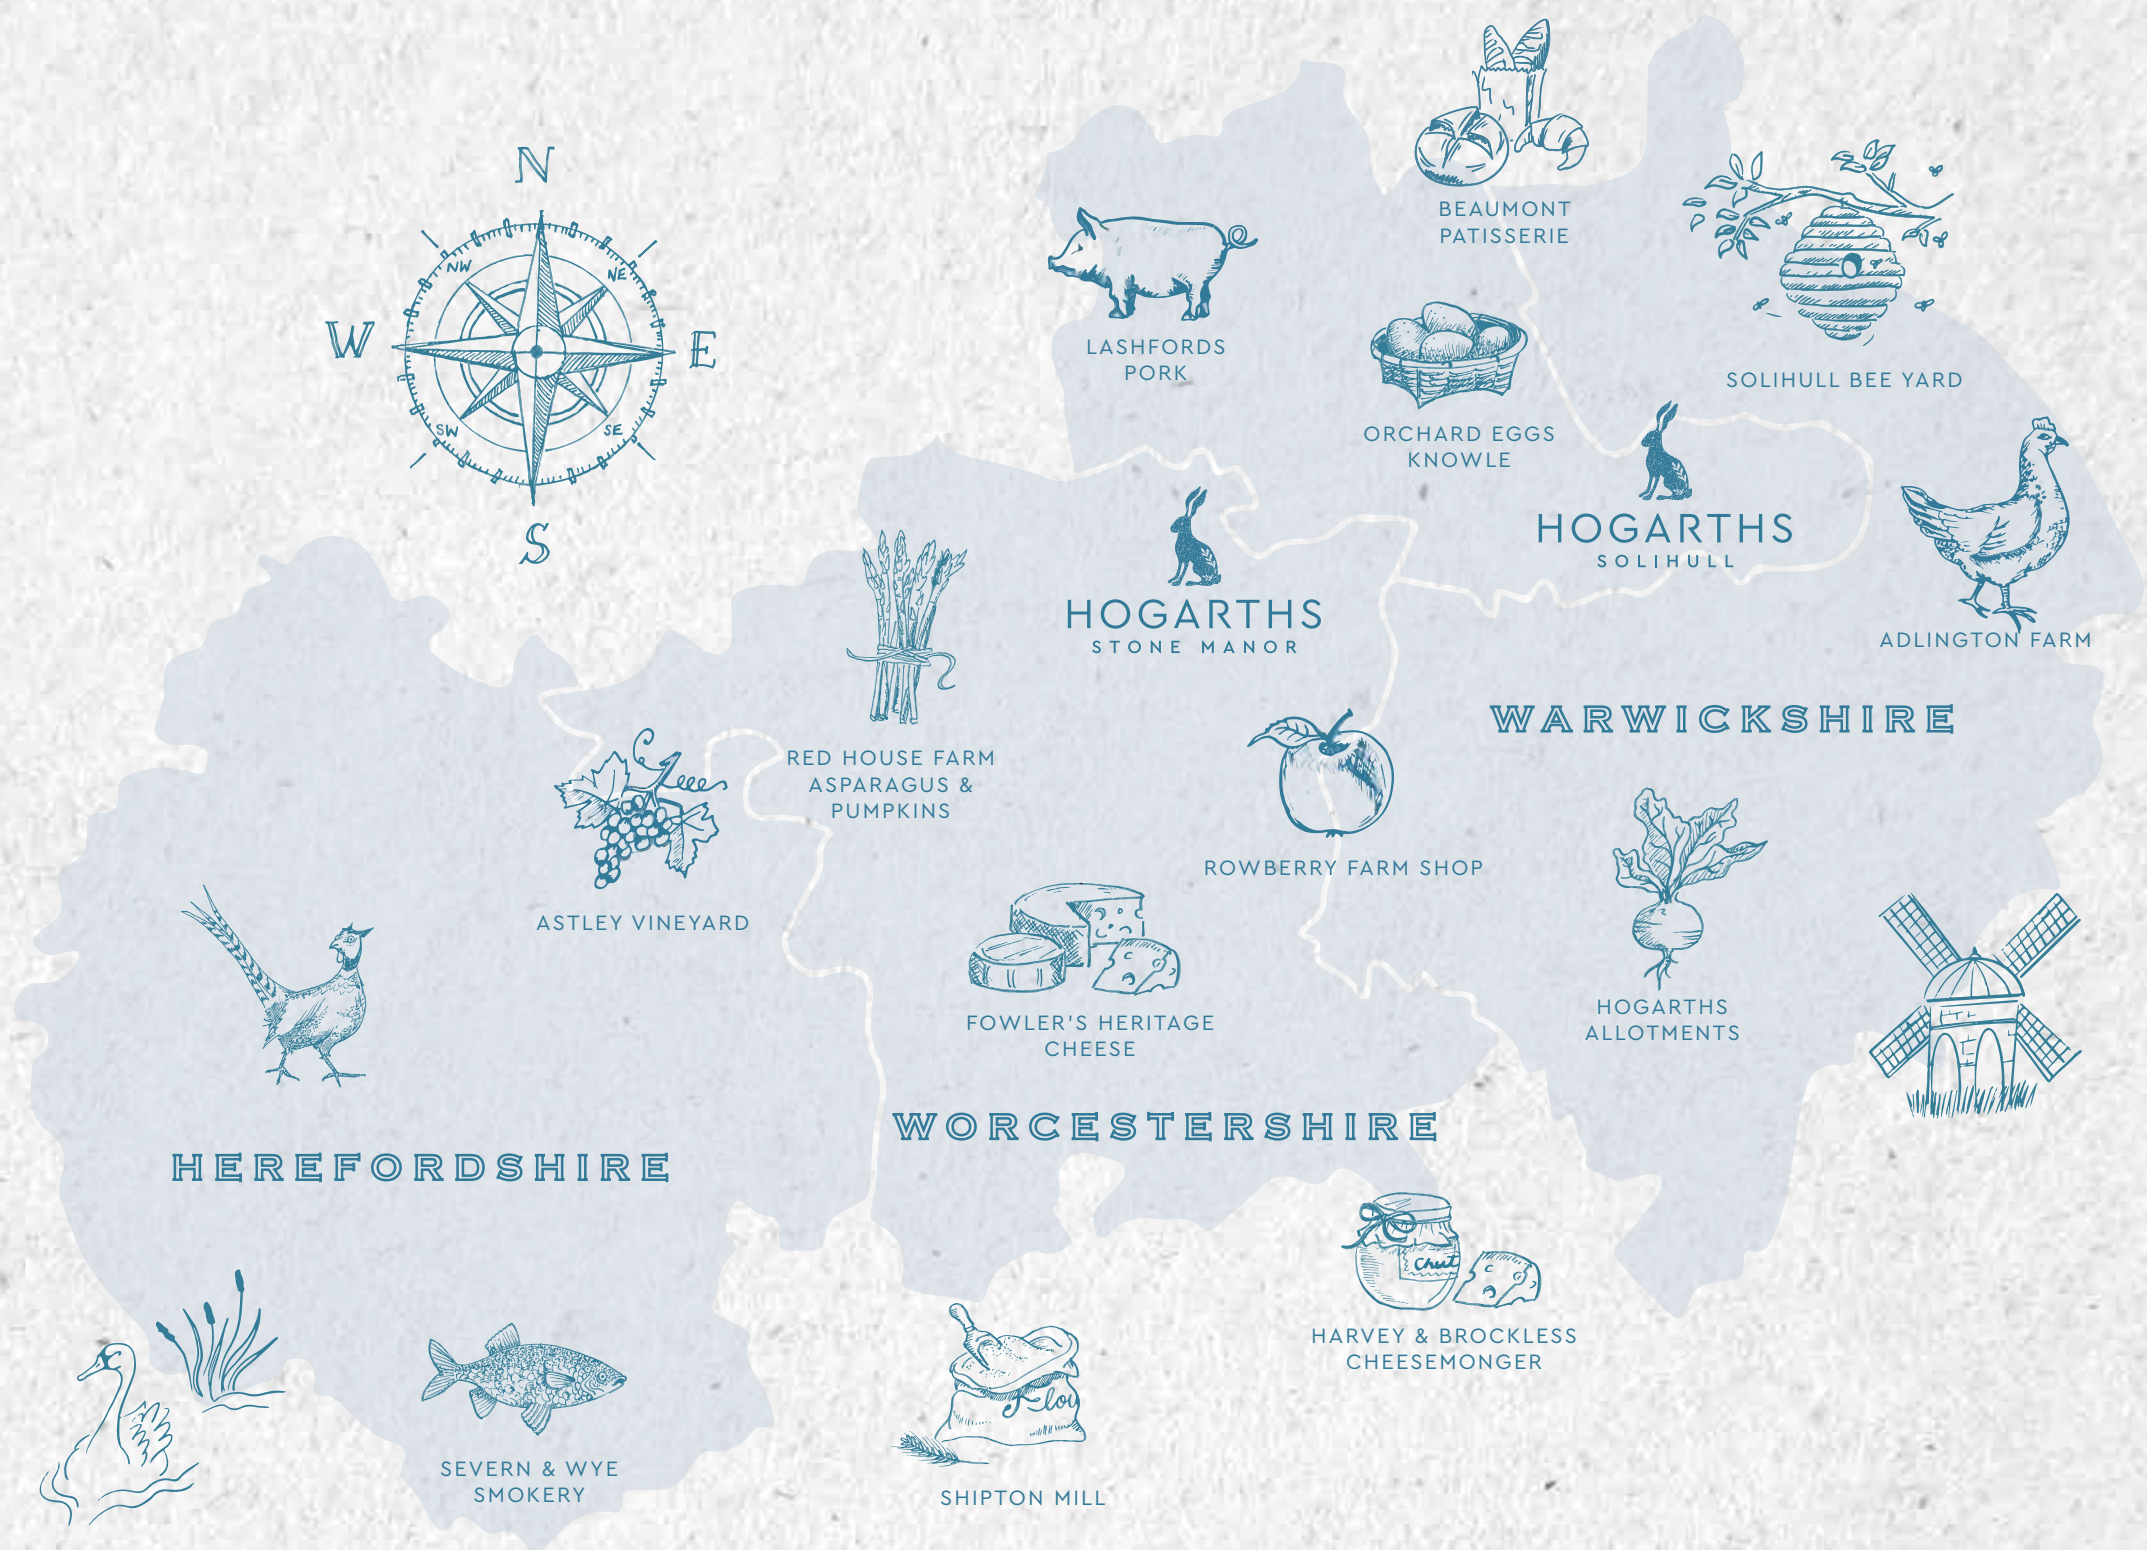 N
NW
NE
W
E
SW
SE
S
BEAUMONT
PATISSERIE
LASHFORDS
PORK
SOLIHULL BEE YARD
ORCHARD EGGS
KNOWLE
HOGARTHS
SOLIHULL
HOGARTHS
STONE MANOR
ADLINGTON FARM
WARWICKSHIRE
RED HOUSE FARM
ASPARAGUS &
PUMPKINS
ROWBERRY FARM SHOP
ASTLEY VINEYARD
HOGARTHS
ALLOTMENTS
FOWLER'S HERITAGE
CHEESE
WORCESTERSHIRE
HEREFORDSHIRE
Chut
HARVEY & BROCKLESS
CHEESEMONGER
Flou
SEVERN & WYE
SMOKERY
SHIPTON MILL